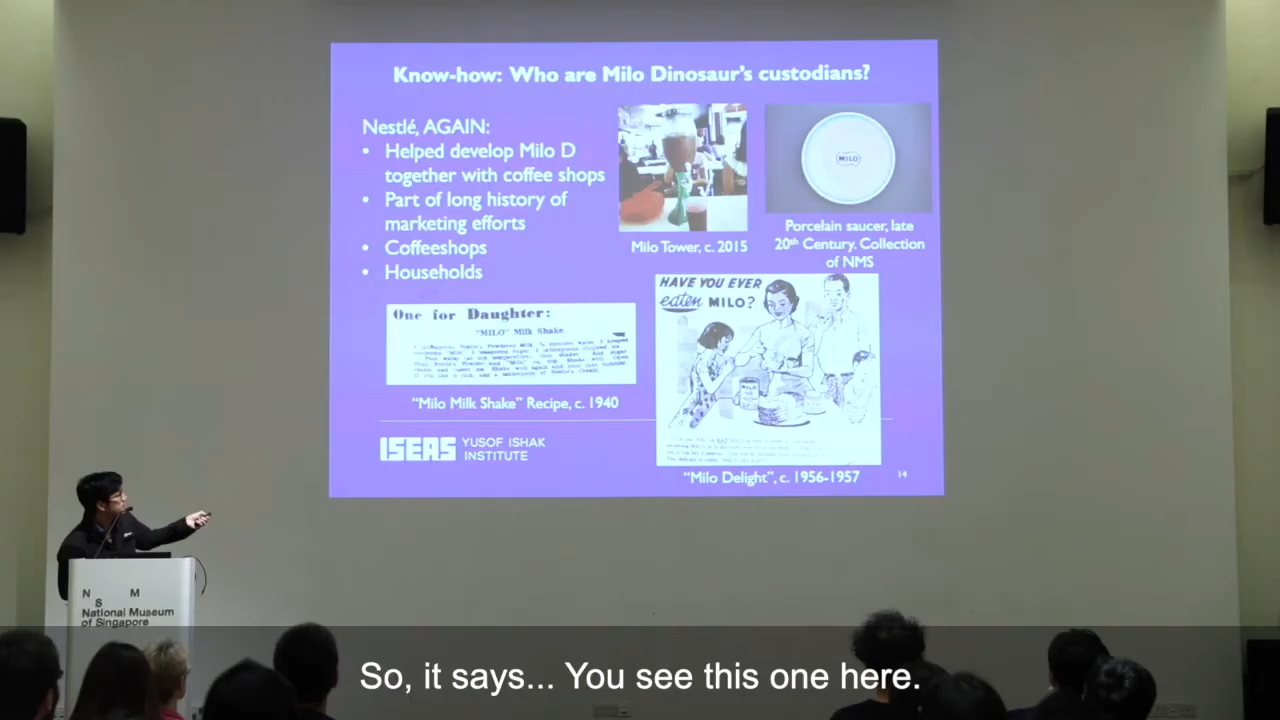 Know-how: Who are Milo Dinosaur's custodians?
Nestlé, AGAIN:
• Helped develop Milo D
together with coffee shops
• Part of long history of
marketing efforts
• Coffeeshops
• Households
MILO
Milo Tower, c. 2015
Porcelain saucer, late
20th Century. Collection
of NMS
HAVE YOU EVER
eaten MILO?
MILO
One for Daughter:
"MILO" Milk Shake
"Milo Milk Shake" Recipe, c. 1940
ISEAS YUSOF ISHAK
INSTITUTE
"Milo Delight", c. 1956-1957
14
N M
S
National Museum
of Singapore
So, it says... You see this one here.